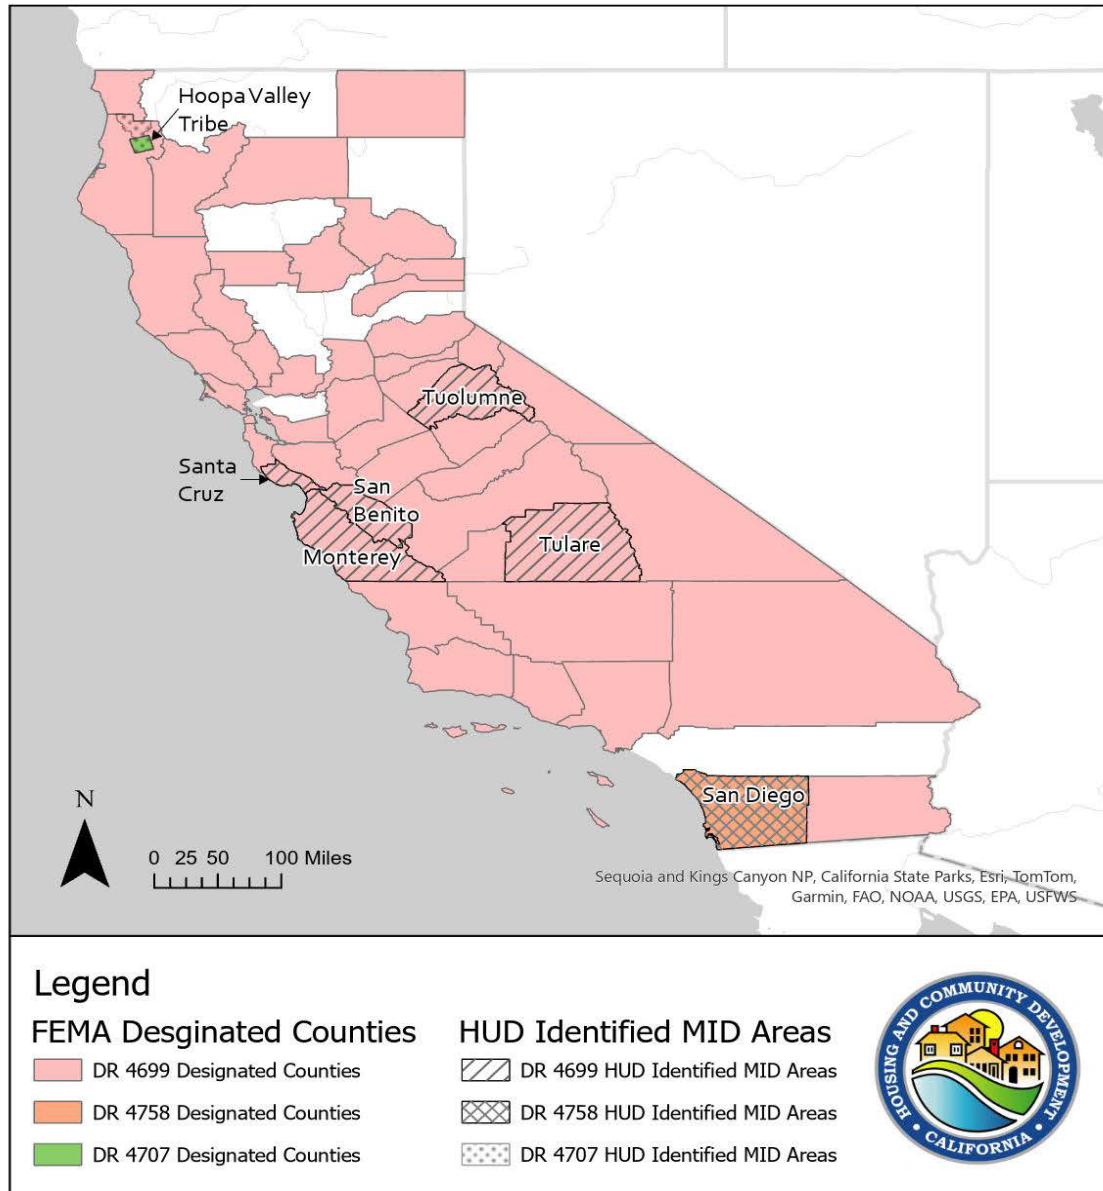 Hoopa Valley
Tribe
Tuolumne
Santa
Cruz
San
Benito
Monterey
Tulare
San Diego
N
0 25 50 100 Miles
Sequoia and Kings Canyon NP, California State Parks, Esri, TomTom,
Garmin, FAO, NOAA, USGS, EPA, USFWS
Legend
FEMA Desginated Counties
DR 4699 Designated Counties
DR 4758 Designated Counties
DR 4707 Designated Counties
HUD Identified MID Areas
DR 4699 HUD Identified MID Areas
DR 4758 HUD Identified MID Areas
DR 4707 HUD Identified MID Areas
HOUSING AND COMMUNITY DEVELOPMENT
• CALIFORNIA •